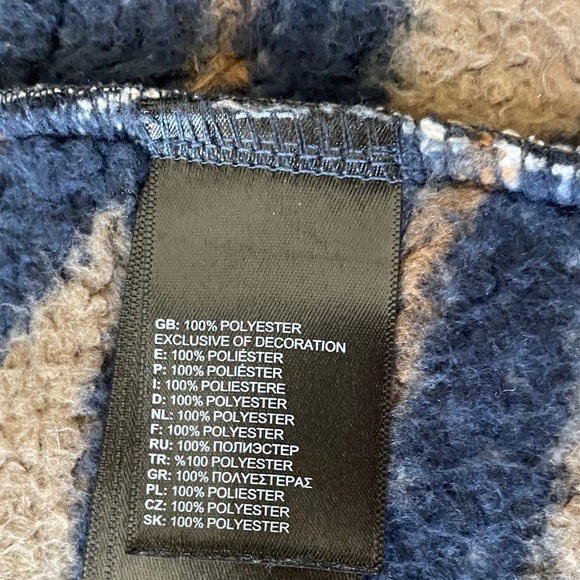 GB: 100% POLYESTER
EXCLUSIVE OF DECORATION
E: 100% POLIÉSTER
P: 100% POLIÉSTER
I: 100% POLIESTERE
D: 100% POLYESTER
NL: 100% POLYESTER
F: 100% POLYESTER
RU: 100% ПОЛИЭСТЕР
TR: %100 POLYESTER
GR: 100% ΠΟΛΥΕΣΤΕΡΑΣ
PL: 100% POLYESTER
CZ: 100% POLYESTER
SK: 100% POLYESTER